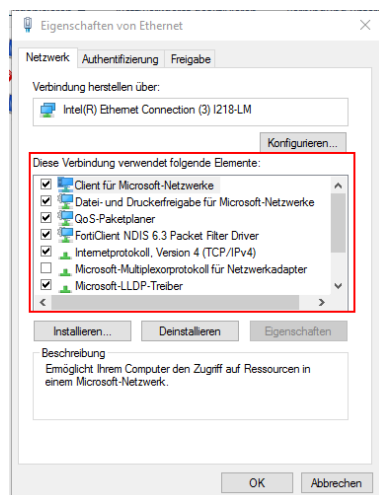 Eigenschaften von Ethernet
Netzwerk Authentifizierung Freigabe
Verbindung herstellen über:
Intel(R) Ethernet Connection (3) I218-LM
Konfigurieren...
Diese Verbindung verwendet folgende Elemente:
Client für Microsoft-Netzwerke
Datei- und Druckerfreigabe für Microsoft-Netzwerke
QoS-Paketplaner
FortiClient NDIS 6.3 Packet Filter Driver
Internetprotokoll, Version 4 (TCP/IPv4)
Microsoft-Multiplexorprotokoll für Netzwerkadapter
Microsoft-LLDP-Treiber
Installieren... Deinstallieren Eigenschaften
Beschreibung
Ermöglicht Ihrem Computer den Zugriff auf Ressourcen in
einem Microsoft-Netzwerk.
OK Abbrechen